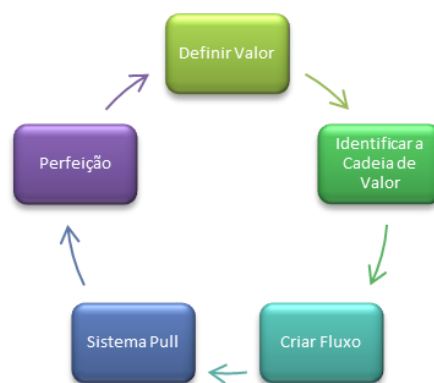 Definir Valor
Identificar a
Cadeia de
Valor
Criar Fluxo
Sistema Pull
Perfeição